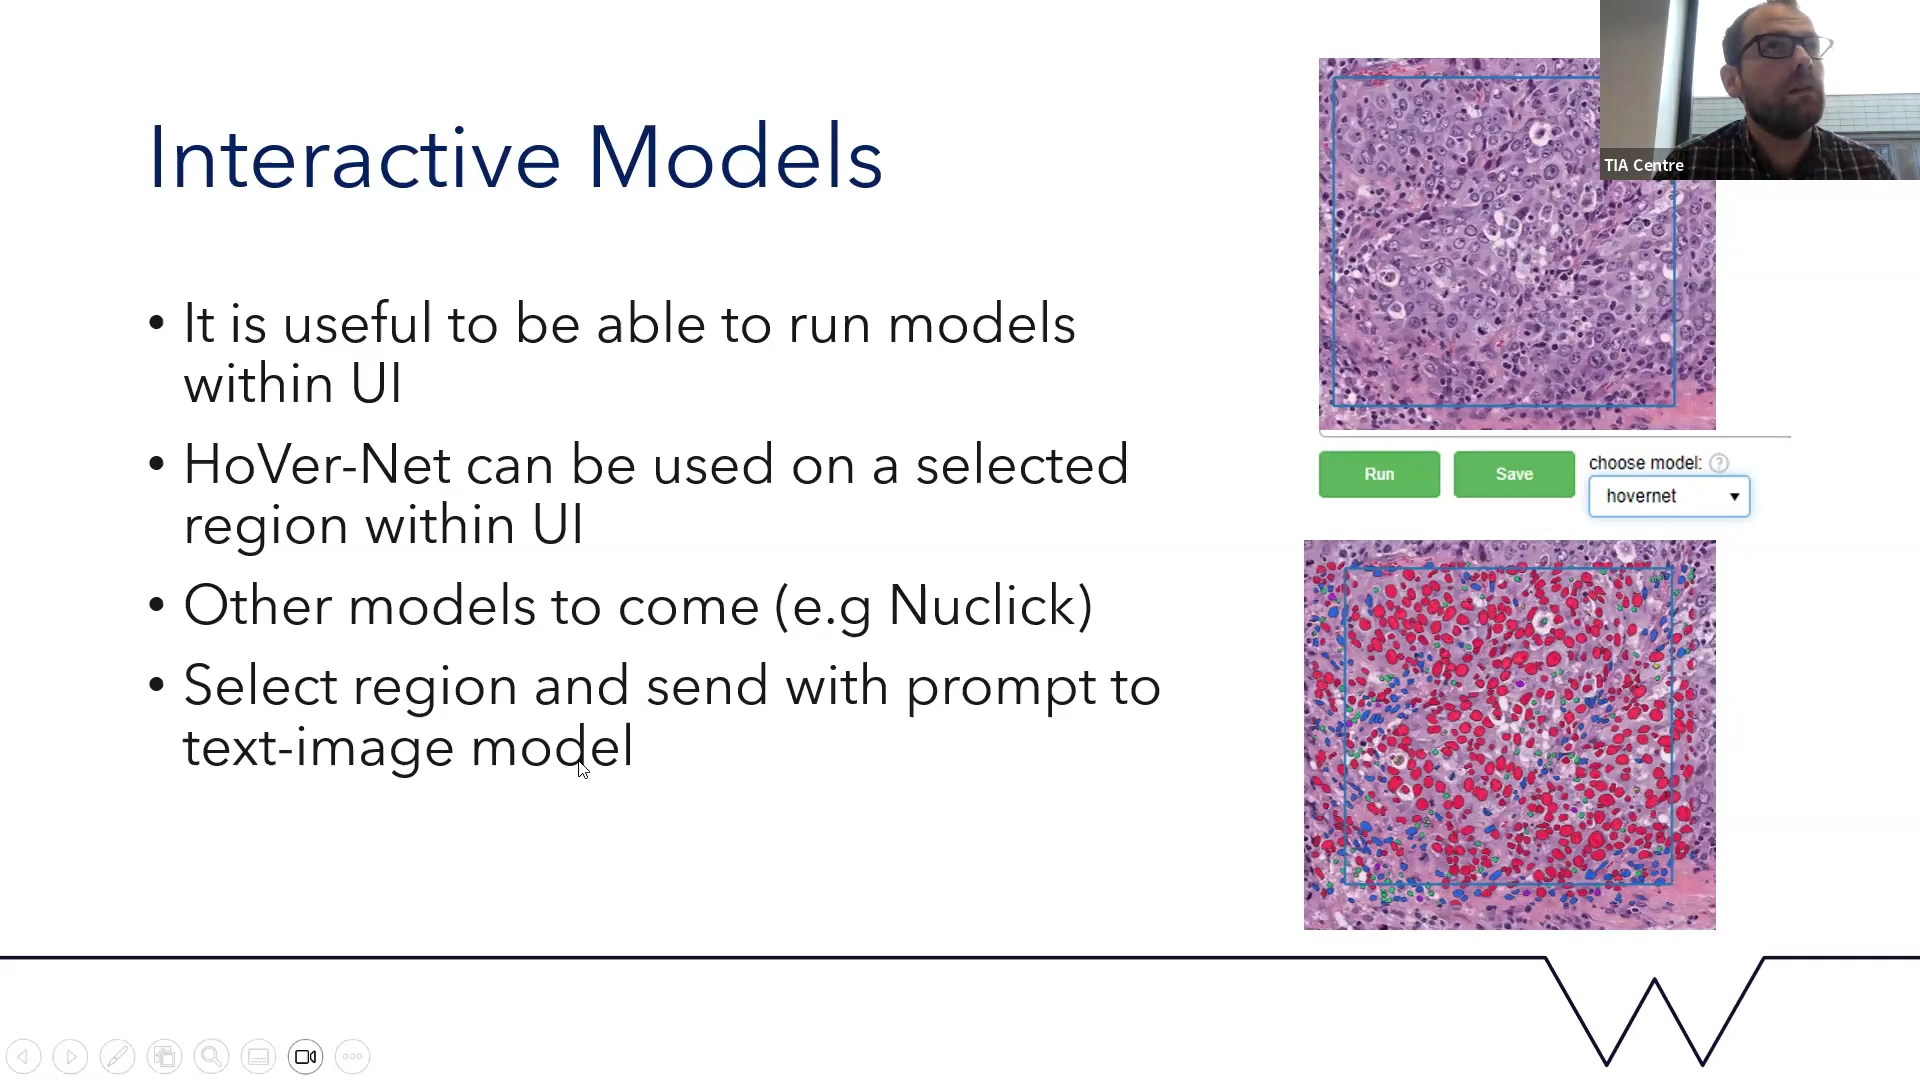 Interactive Models
• It is useful to be able to run models
within UI
• HoVer-Net can be used on a selected
region within UI
• Other models to come (e.g Nuclick)
• Select region and send with prompt to
text-image model
TIA Centre
Run
Save
choose model: ?
hovernet